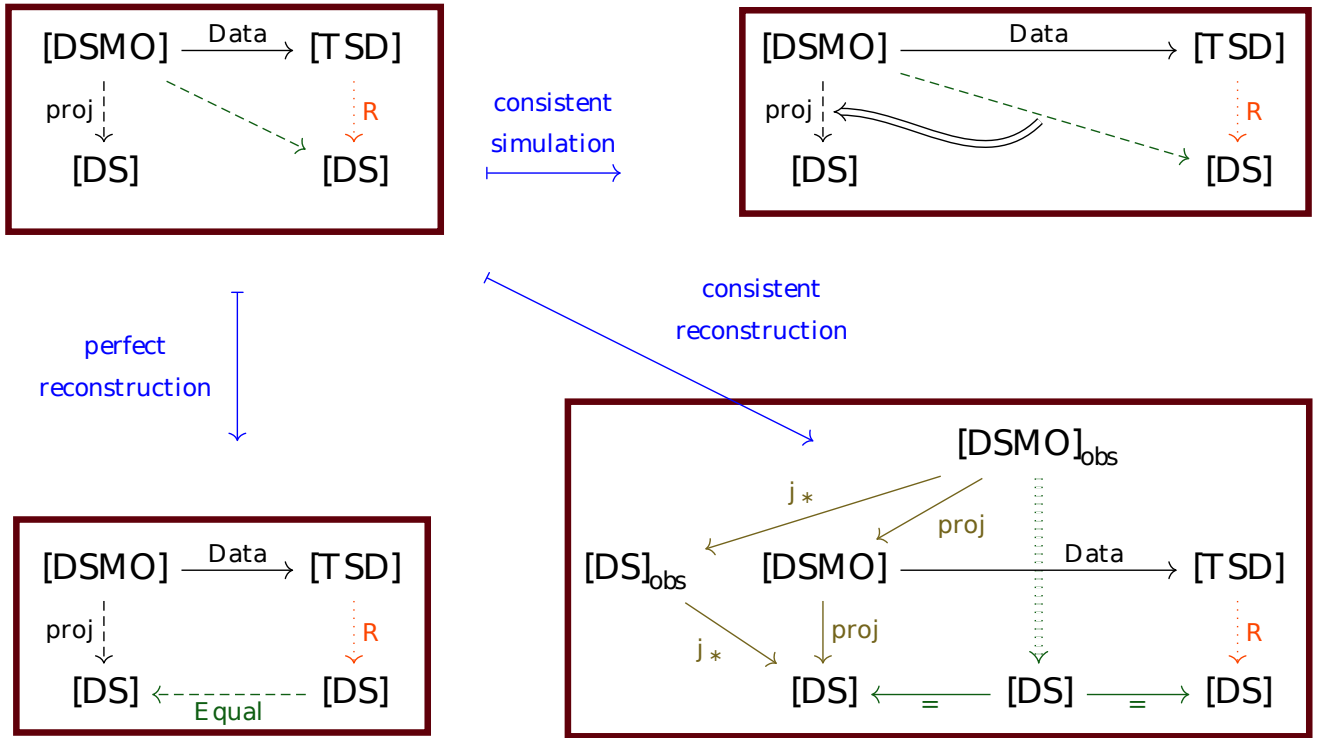 [DSMO] Data [TSD]
proj R
[DS] [DS]
consistent
simulation
[DSMO] Data [TSD]
proj R
[DS] [DS]
perfect
reconstruction
consistent
reconstruction
[DSMO] Data [TSD]
proj R
[DS] Equal [DS]
[DSMO]obs
j* proj
[DS]obs [DSMO] Data [TSD]
j* proj R
[DS] = [DS] = [DS]